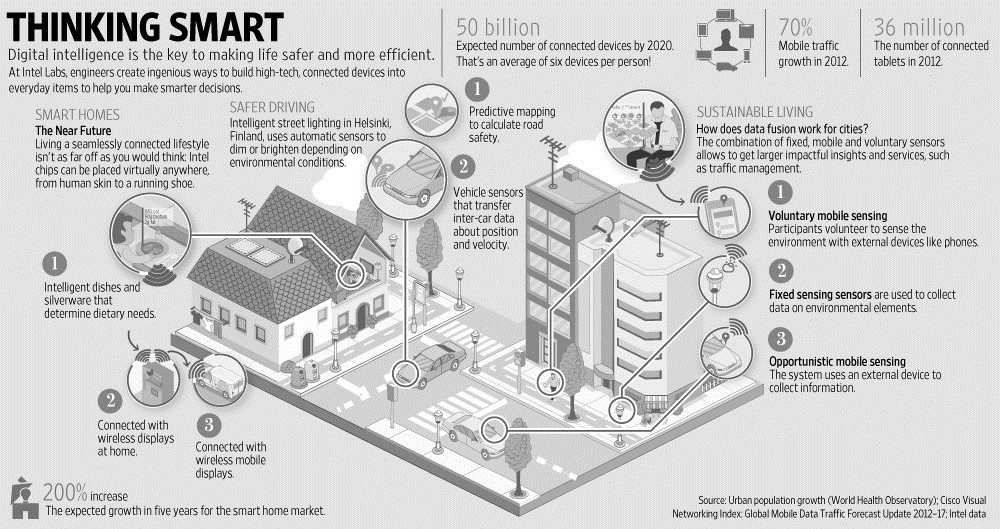 THINKING SMART
Digital intelligence is the key to making life safer and more efficient.
At Intel Labs, engineers create ingenious ways to build high-tech, connected devices into
everyday items to help you make smarter decisions.
50 billion
Expected number of connected devices by 2020.
That's an average of six devices per person!
70%
Mobile traffic
growth in 2012.
36 million
The number of connected
tablets in 2012.
SMART HOMES
The Near Future
Living a seamlessly connected lifestyle
isn't as far off as you would think: Intel
chips can be placed virtually anywhere,
from human skin to a running shoe.
1
Intelligent dishes and
silverware that
determine dietary needs.
2
Connected with
wireless displays
at home.
3
Connected with
wireless mobile
displays.
200% increase
The expected growth in five years for the smart home market.
SAFER DRIVING
Intelligent street lighting in Helsinki,
Finland, uses automatic sensors to
dim or brighten depending on
environmental conditions.
1
Predictive mapping
to calculate road
safety.
2
Vehicle sensors
that transfer
inter-car data
about position
and velocity.
SUSTAINABLE LIVING
How does data fusion work for cities?
The combination of fixed, mobile and voluntary sensors
allows to get larger impactful insights and services, such
as traffic management.
1
Voluntary mobile sensing
Participants volunteer to sense the
environment with external devices like phones.
2
Fixed sensing sensors are used to collect
data on environmental elements.
3
Opportunistic mobile sensing
The system uses an external device to
collect information.
Source: Urban population growth (World Health Observatory); Cisco Visual
Networking Index: Global Mobile Data Traffic Forecast Update 2012–17; Intel data